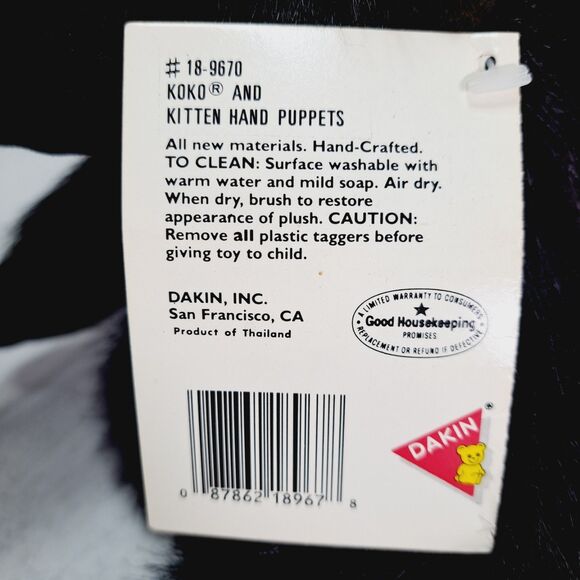 # 18-9670
KOKO® AND
KITTEN HAND PUPPETS
All new materials. Hand-Crafted.
TO CLEAN: Surface washable with
warm water and mild soap. Air dry.
When dry, brush to restore
appearance of plush. CAUTION:
Remove all plastic taggers before
giving toy to child.
DAKIN, INC.
San Francisco, CA
Product of Thailand
A LIMITED WARRANTY TO CONSUMERS
Good Housekeeping
PROMISES
REPLACEMENT OR REFUND IF DEFECTIVE
DAKIN®
0 87862 18967 8